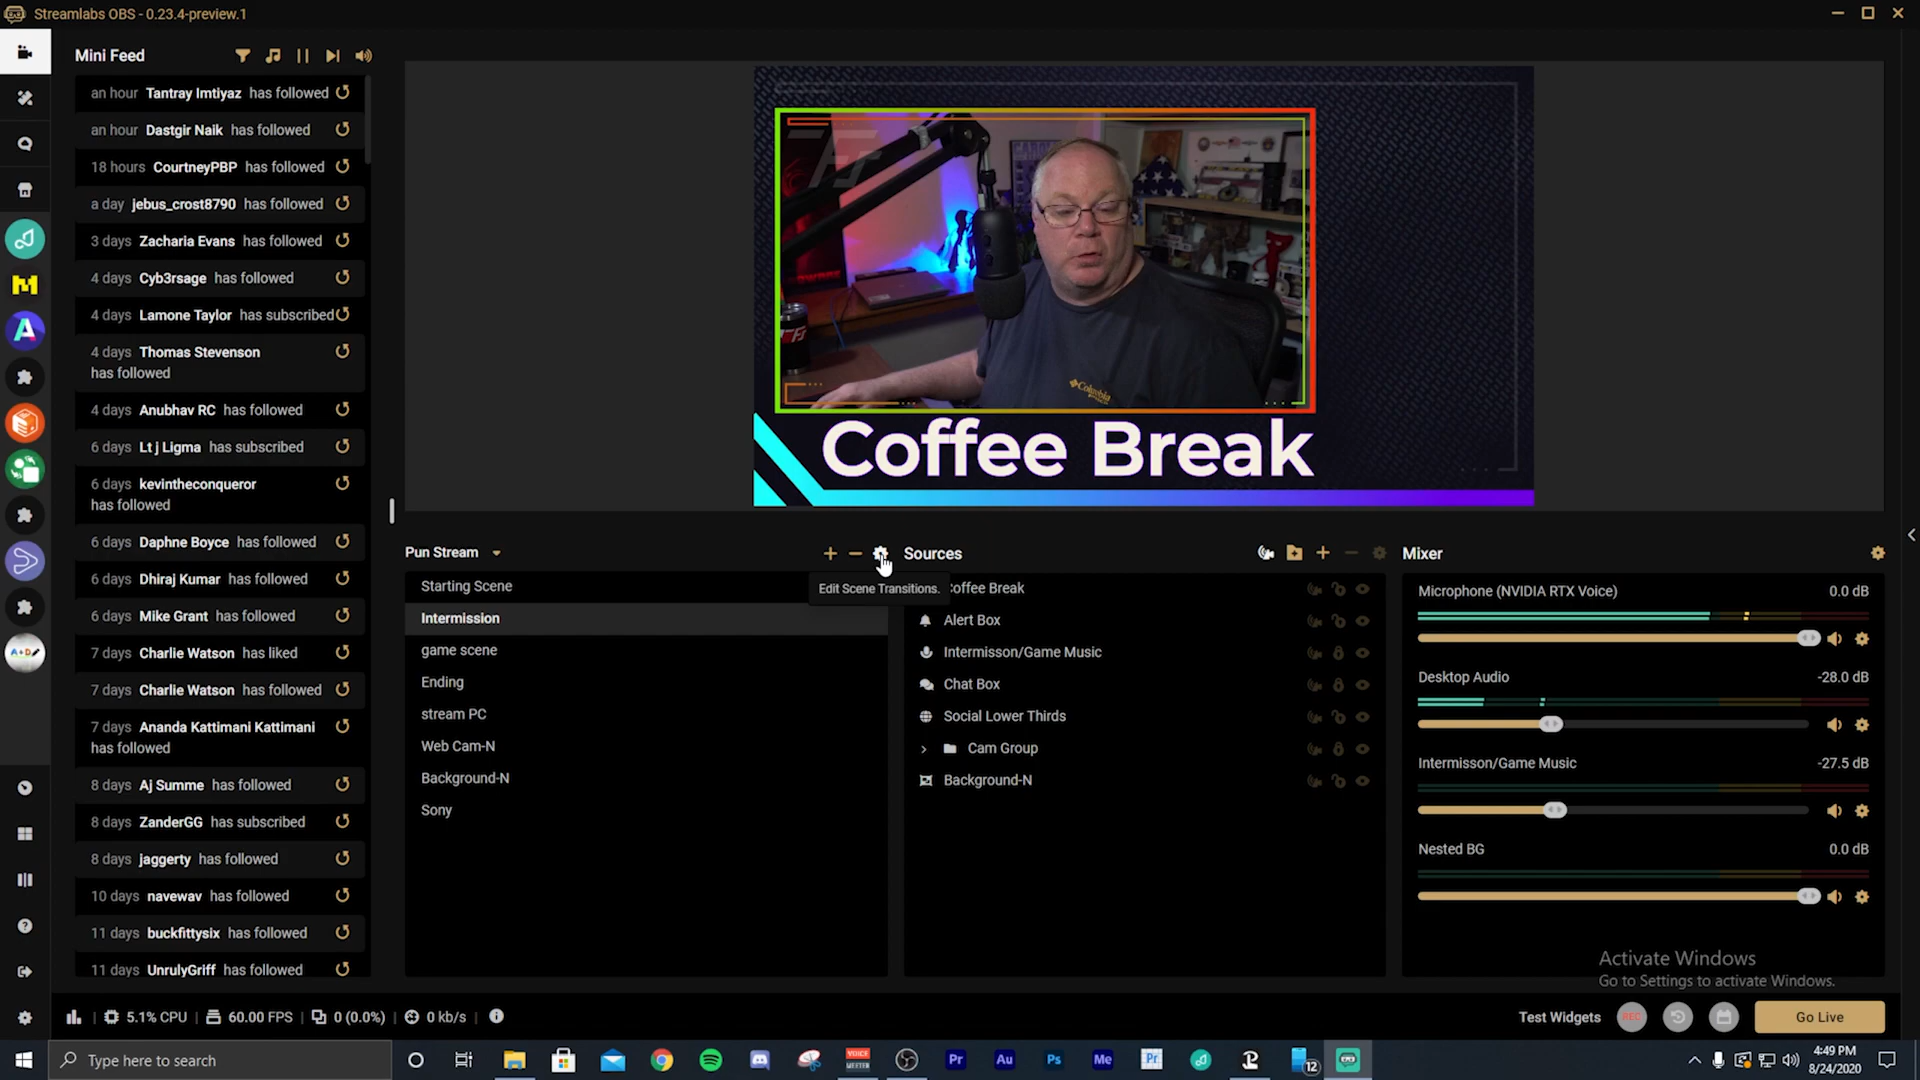 Streamlabs OBS - 0.23.4-preview.1
Mini Feed
an hour Tantray Imtiyaz has followed
an hour Dastgir Naik has followed
18 hours CourtneyPBP has followed
a day jebus_crost8790 has followed
3 days Zacharia Evans has followed
4 days Cyb3rsage has followed
4 days Lamone Taylor has subscribed
4 days Thomas Stevenson
has followed
4 days Anubhav RC has followed
6 days Lt j Ligma has subscribed
6 days kevintheconqueror
has followed
6 days Daphne Boyce has followed
6 days Dhiraj Kumar has followed
6 days Mike Grant has followed
7 days Charlie Watson has liked
7 days Charlie Watson has followed
7 days Ananda Kattimani Kattimani
has followed
8 days Aj Summe has followed
8 days ZanderGG has subscribed
8 days jaggerty has followed
10 days navewav has followed
11 days buckfittysix has followed
11 days UnrulyGriff has followed
Columbia
Coffee Break
Pun Stream
Edit Scene Transitions.
Starting Scene
Intermission
game scene
Ending
stream PC
Web Cam-N
Background-N
Sony
Sources
offee Break
Alert Box
Intermisson/Game Music
Chat Box
Social Lower Thirds
Cam Group
Background-N
Mixer
Microphone (NVIDIA RTX Voice) 0.0 dB
Desktop Audio -28.0 dB
Intermisson/Game Music -27.5 dB
Nested BG 0.0 dB
Activate Windows
Go to Settings to activate Windows.
5.1% CPU 60.00 FPS 0 (0.0%) 0 kb/s
Test Widgets REC Go Live
Type here to search
VOICE MEETER
Pr Au Ps Me Pr
12
4:49 PM
8/24/2020